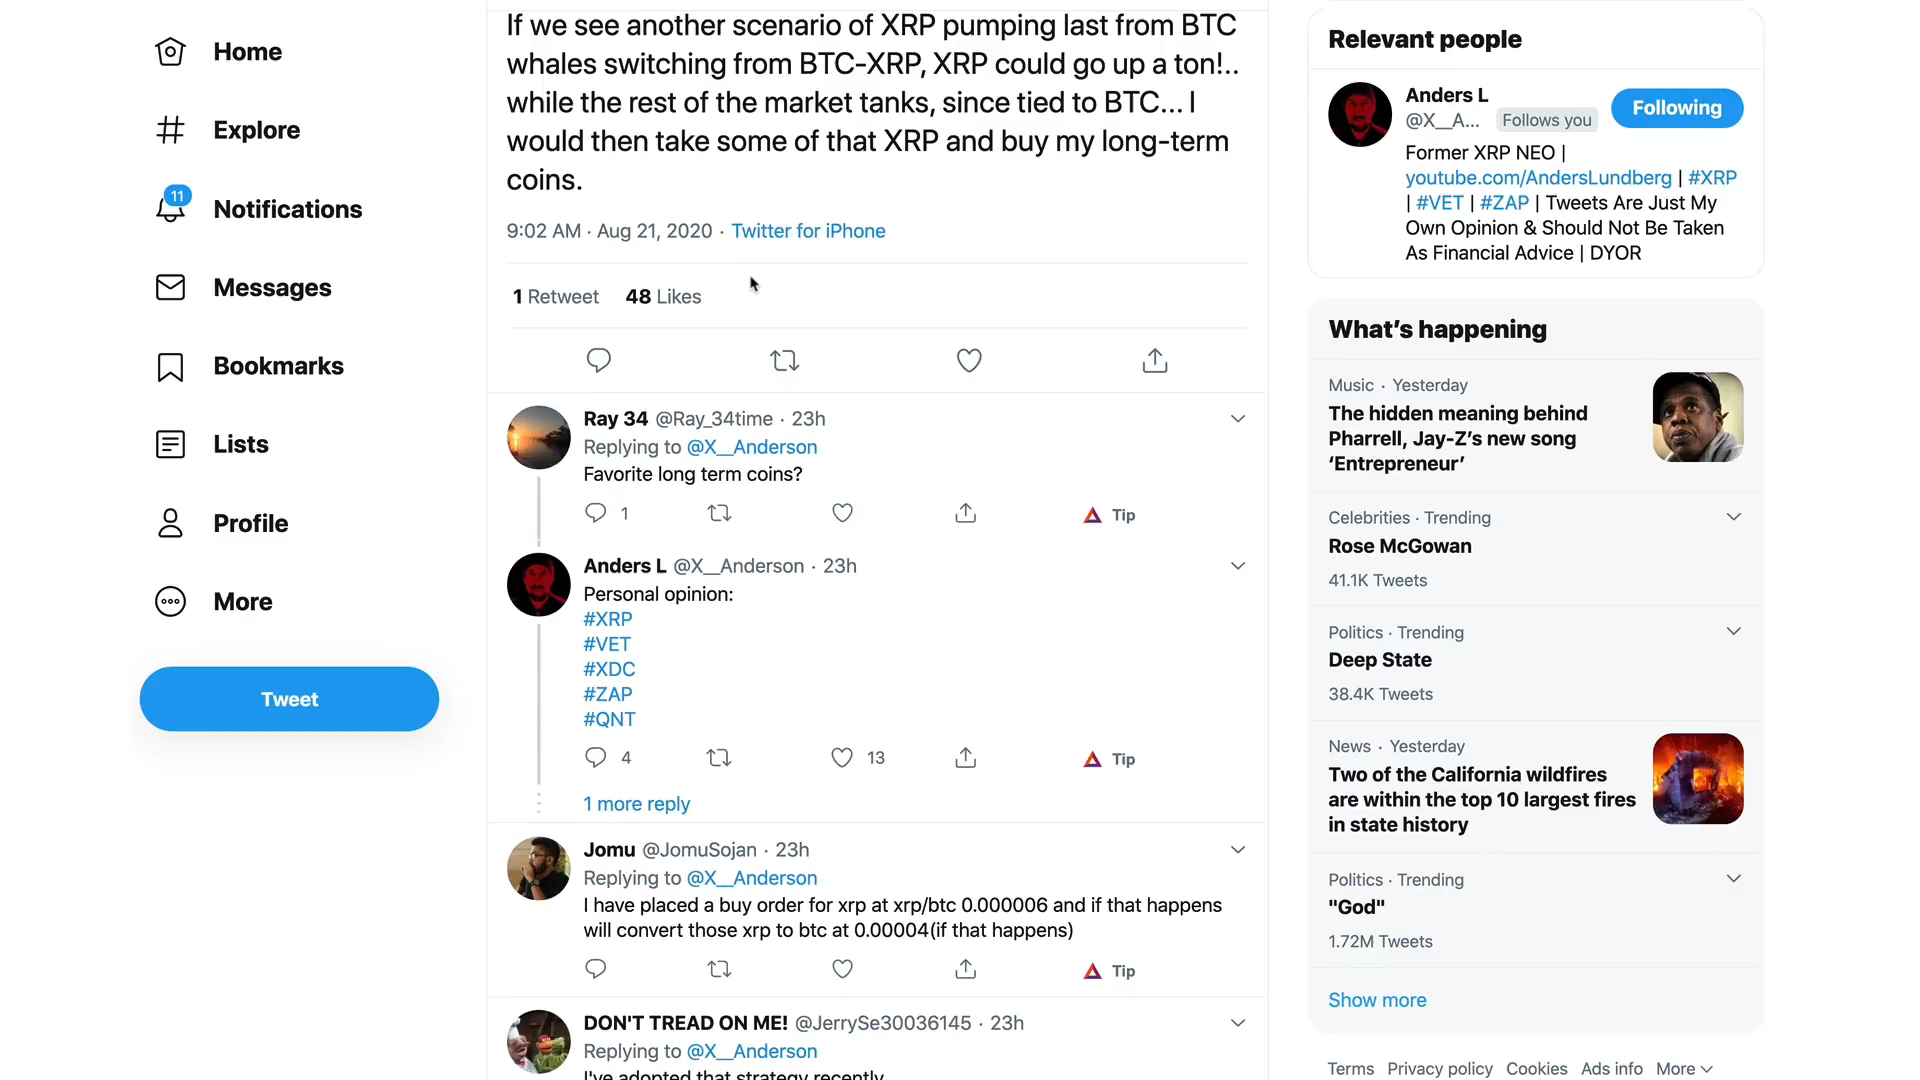 Home
Explore
11
Notifications
Messages
Bookmarks
Lists
Profile
More
Tweet
If we see another scenario of XRP pumping last from BTC
whales switching from BTC-XRP, XRP could go up a ton!..
while the rest of the market tanks, since tied to BTC... I
would then take some of that XRP and buy my long-term
coins.
9:02 AM · Aug 21, 2020 · Twitter for iPhone
1 Retweet 48 Likes
Ray 34 @Ray_34time · 23h
Replying to @X__Anderson
Favorite long term coins?
1 Tip
Anders L @X__Anderson · 23h
Personal opinion:
#XRP
#VET
#XDC
#ZAP
#QNT
4 13 Tip
1 more reply
Jomu @JomuSojan · 23h
Replying to @X__Anderson
I have placed a buy order for xrp at xrp/btc 0.000006 and if that happens
will convert those xrp to btc at 0.00004(if that happens)
Tip
DON'T TREAD ON ME! @JerrySe30036145 · 23h
Replying to @X__Anderson
I've adopted that strategy recently
Relevant people
Anders L
@X__A... Follows you
Following
Former XRP NEO |
youtube.com/AndersLundberg | #XRP
| #VET | #ZAP | Tweets Are Just My
Own Opinion & Should Not Be Taken
As Financial Advice | DYOR
What's happening
Music · Yesterday
The hidden meaning behind
Pharrell, Jay-Z's new song
'Entrepreneur'
Celebrities · Trending
Rose McGowan
41.1K Tweets
Politics · Trending
Deep State
38.4K Tweets
News · Yesterday
Two of the California wildfires
are within the top 10 largest fires
in state history
Politics · Trending
"God"
1.72M Tweets
Show more
Terms Privacy policy Cookies Ads info More